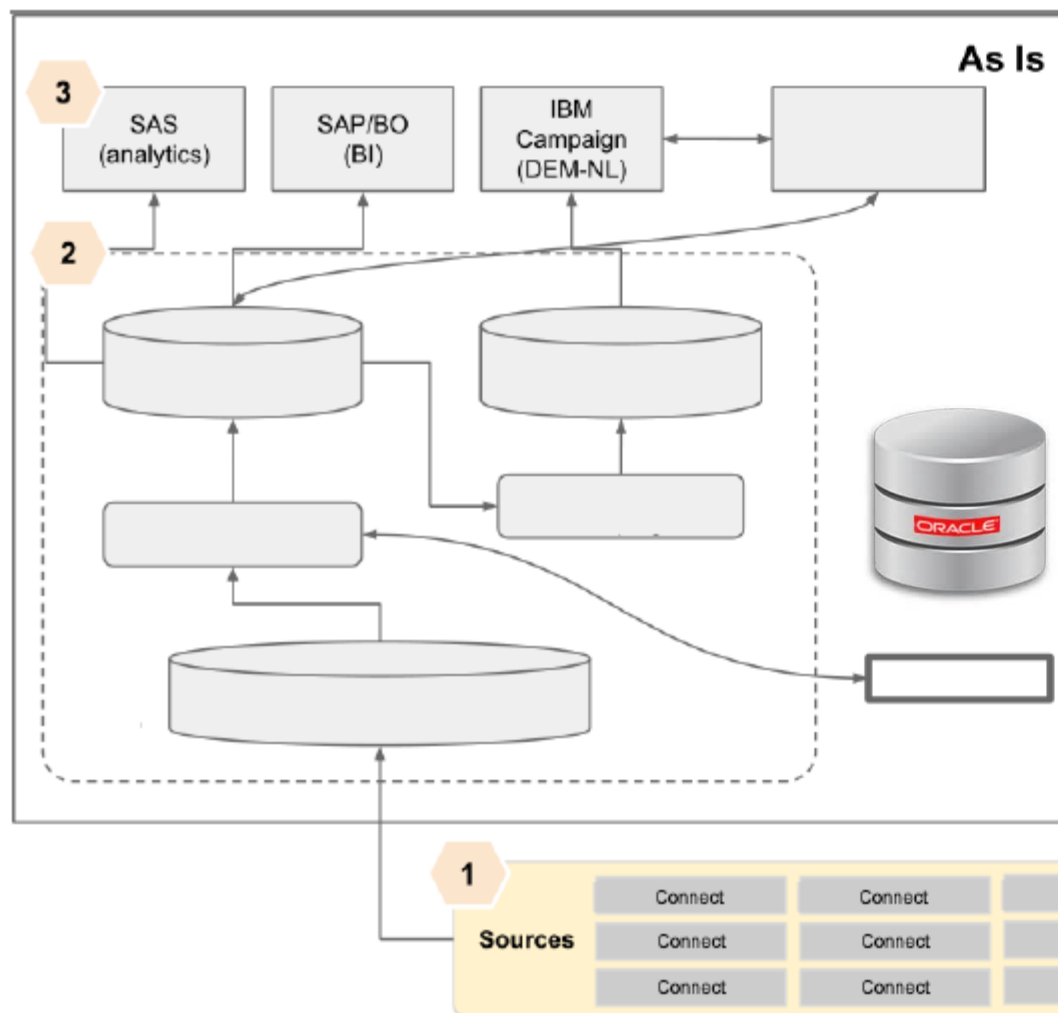 As Is
3
SAS
(analytics)
SAP/BO
(BI)
IBM
Campaign
(DEM-NL)
2
ORACLE
1
Sources
Connect
Connect
Connect
Connect
Connect
Connect